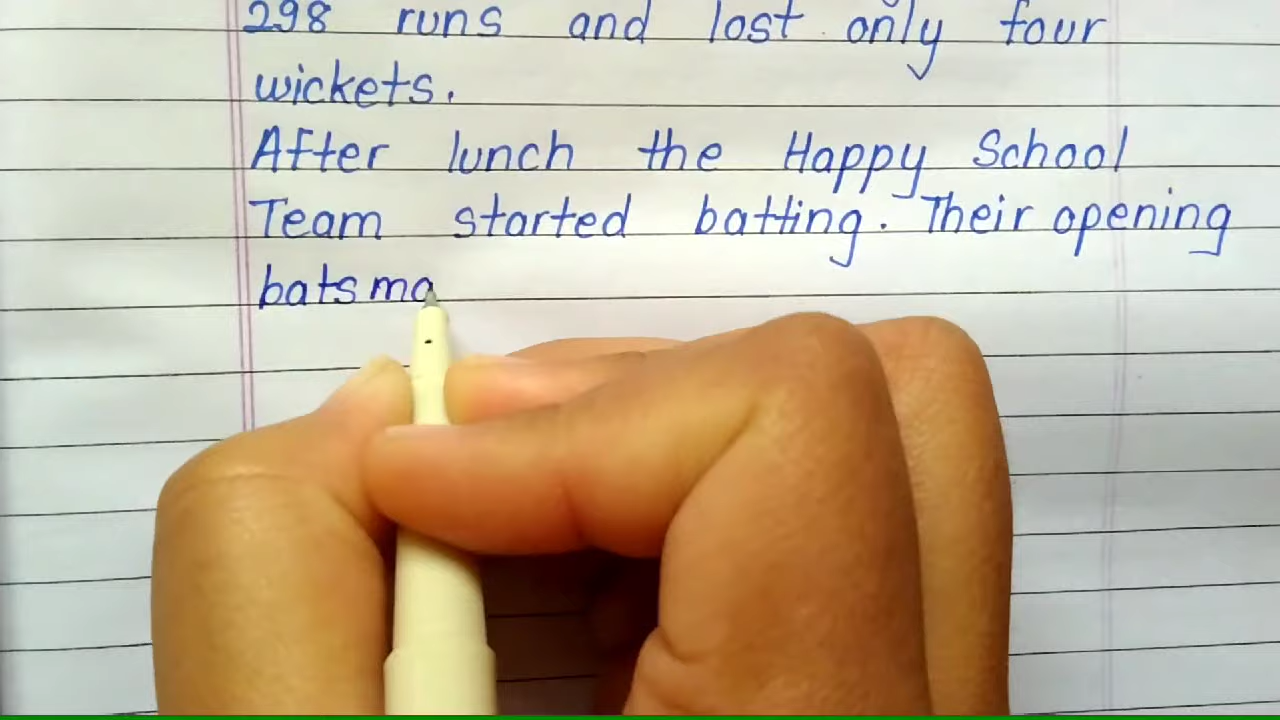 298 runs and lost only four
wickets.
After lunch the Happy School
Team started batting. Their opening
batsma